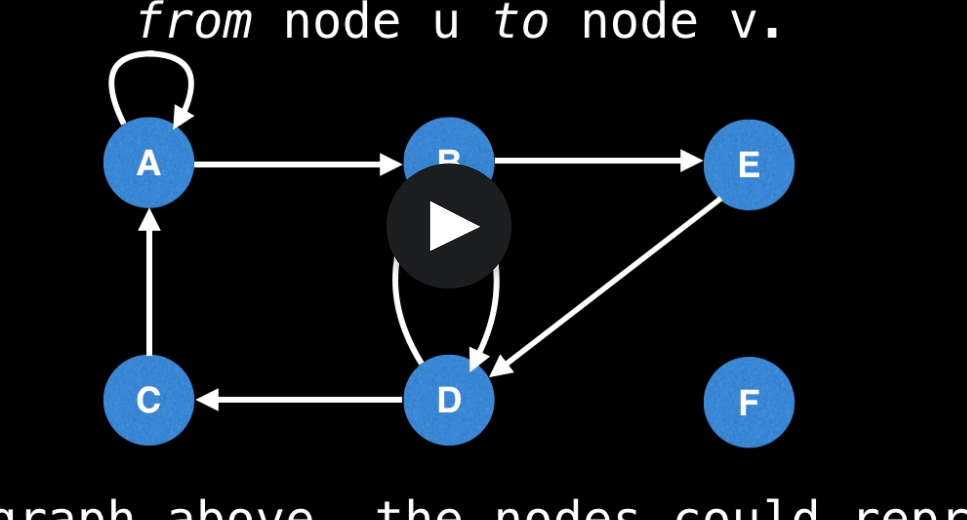 from node u to node v.
A B E
C D F
graph above, the nodes could repr